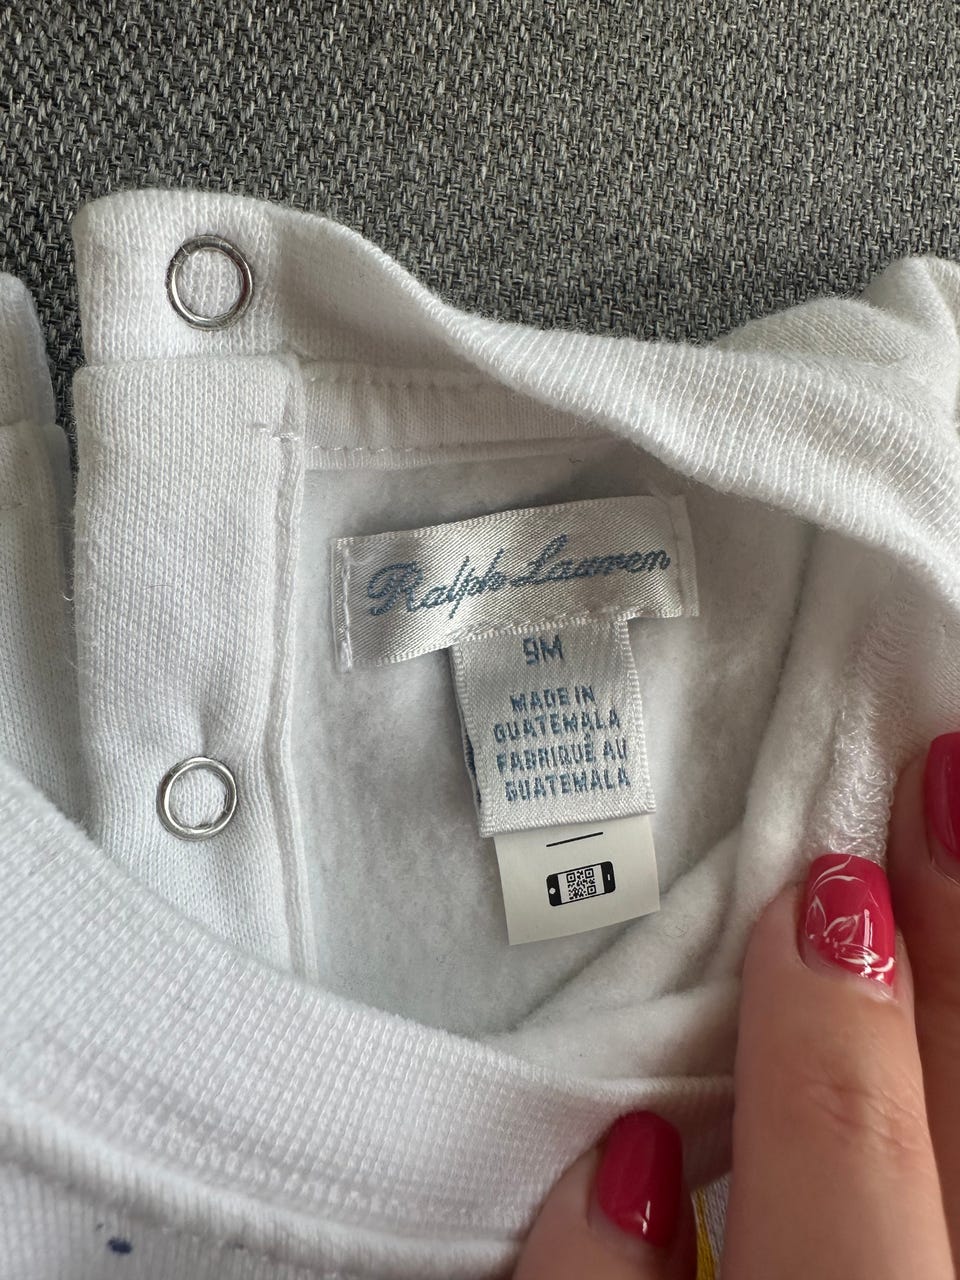 Ralph Lauren
9M
MADE IN
GUATEMALA
FABRIQUÉ AU
GUATEMALA